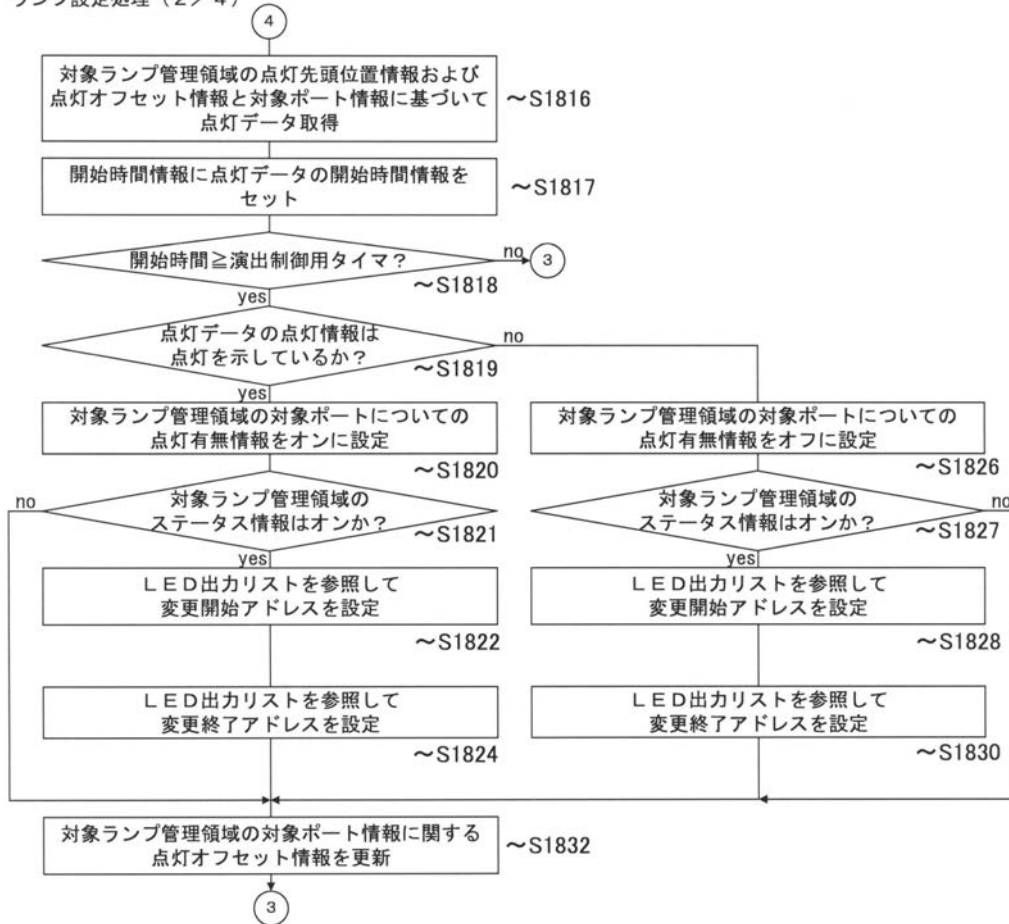 ランプ設定処理（2／4）
4
対象ランプ管理領域の点灯先頭位置情報および
点灯オフセット情報と対象ポート情報に基づいて
点灯データ取得
～S1816
開始時間情報に点灯データの開始時間情報を
セット
～S1817
開始時間≧演出制御用タイマ？
no
3
～S1818
yes
点灯データの点灯情報は
点灯を示しているか？
no
～S1819
yes
対象ランプ管理領域の対象ポートについての
点灯有無情報をオンに設定
～S1820
対象ランプ管理領域の対象ポートについての
点灯有無情報をオフに設定
～S1826
no
対象ランプ管理領域の
ステータス情報はオンか？
～S1821
yes
対象ランプ管理領域の
ステータス情報はオンか？
no
～S1827
yes
ＬＥＤ出力リストを参照して
変更開始アドレスを設定
～S1822
ＬＥＤ出力リストを参照して
変更開始アドレスを設定
～S1828
ＬＥＤ出力リストを参照して
変更終了アドレスを設定
～S1824
ＬＥＤ出力リストを参照して
変更終了アドレスを設定
～S1830
対象ランプ管理領域の対象ポート情報に関する
点灯オフセット情報を更新
～S1832
3